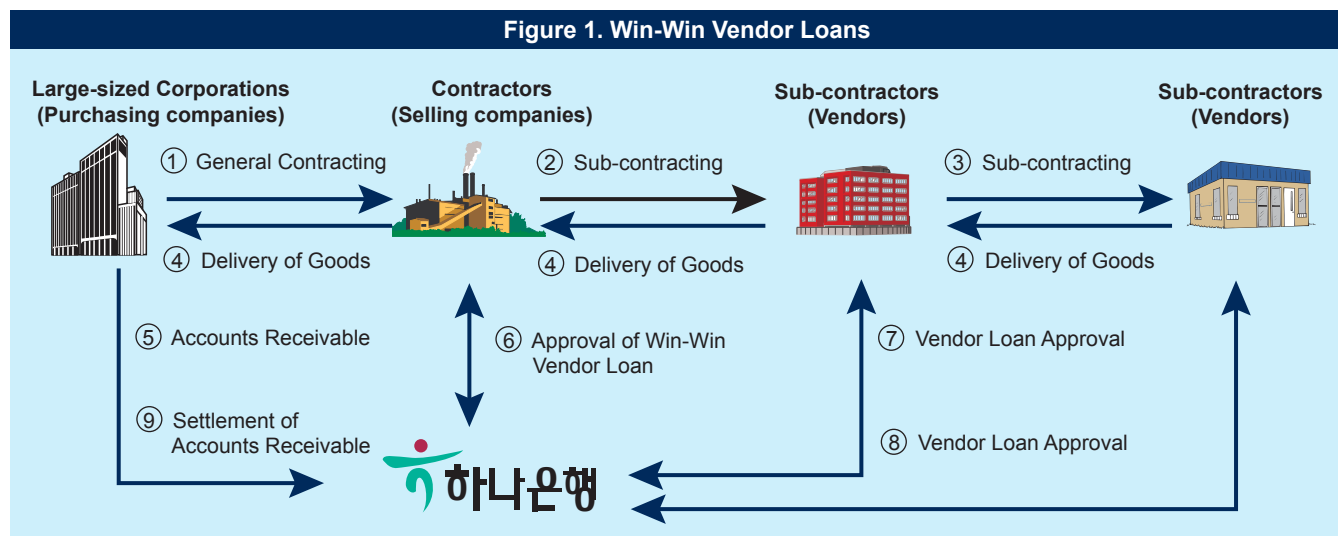 Figure 1. Win-Win Vendor Loans
Large-sized Corporations
(Purchasing companies)
Contractors
(Selling companies)
Sub-contractors
(Vendors)
Sub-contractors
(Vendors)
① General Contracting
② Sub-contracting
③ Sub-contracting
④ Delivery of Goods
④ Delivery of Goods
④ Delivery of Goods
⑤ Accounts Receivable
⑥ Approval of Win-Win
Vendor Loan
⑦ Vendor Loan Approval
⑨ Settlement of
Accounts Receivable
⑧ Vendor Loan Approval
하나은행